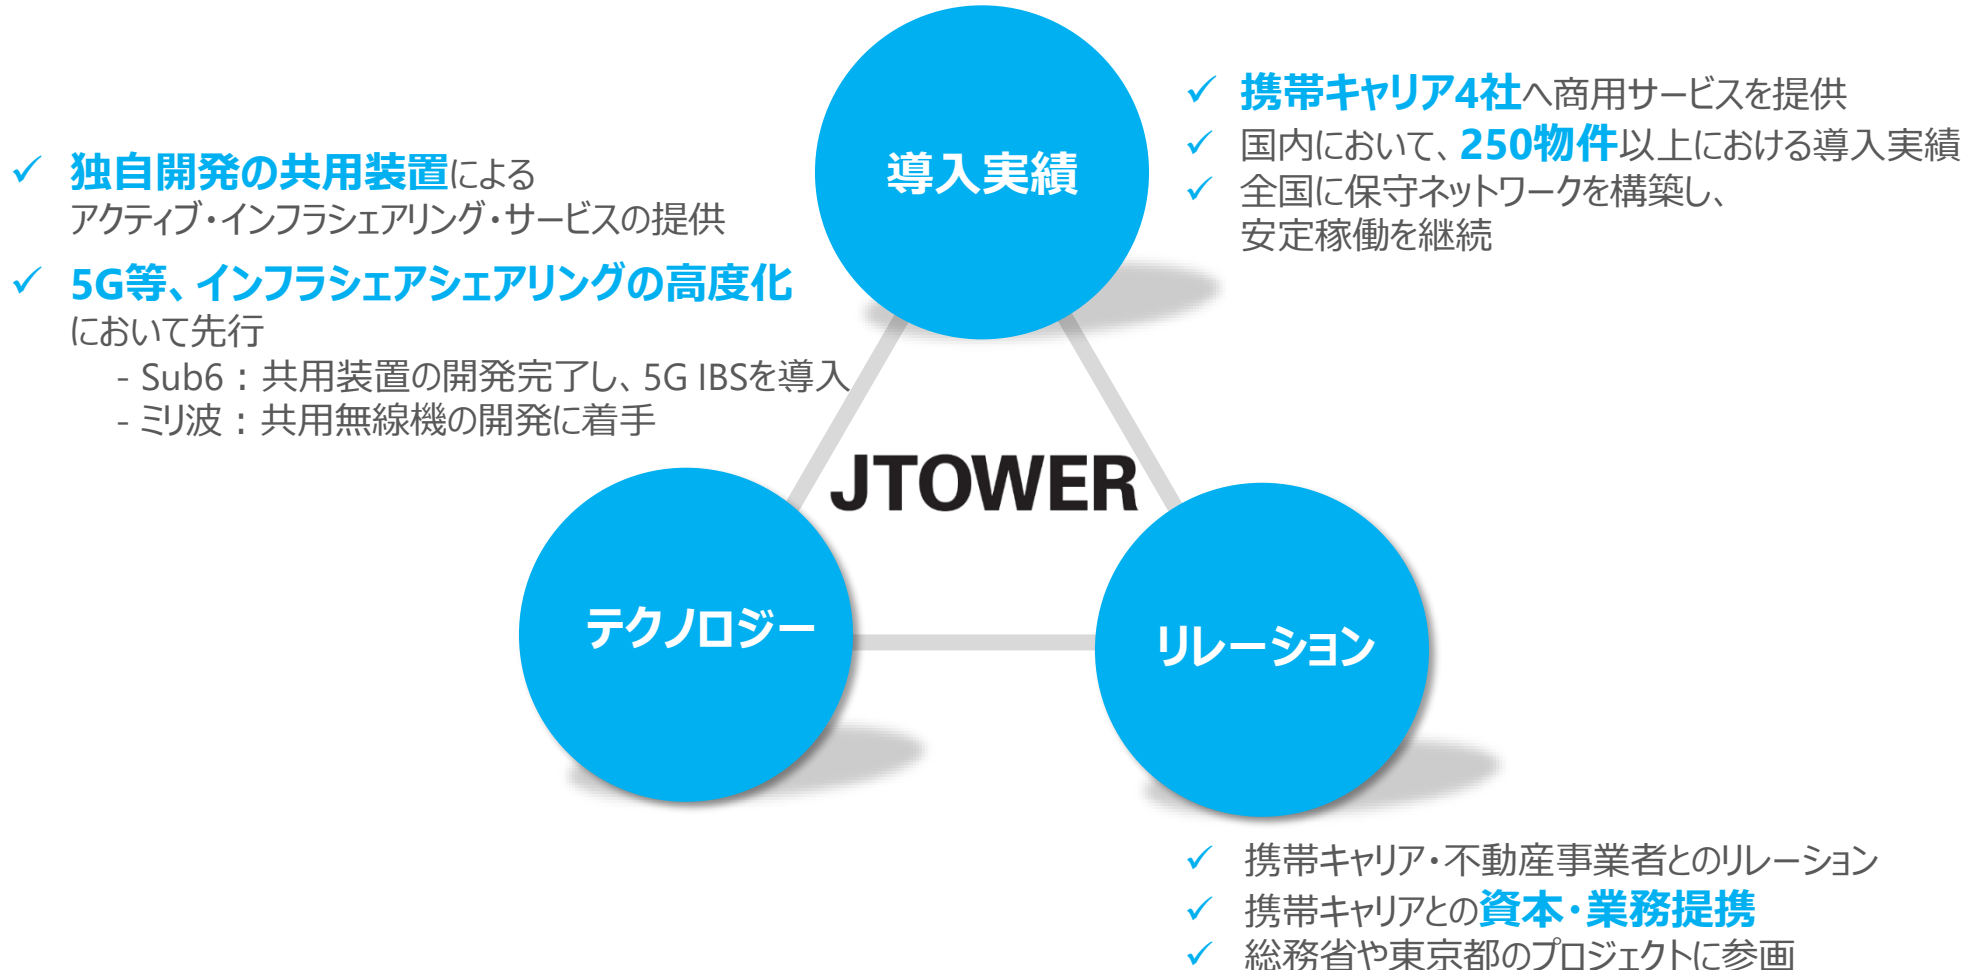 導入実績
✓ 携帯キャリア4社へ商用サービスを提供
✓ 国内において、250物件以上における導入実績
✓ 全国に保守ネットワークを構築し、
安定稼働を継続
✓ 独自開発の共用装置による
アクティブ・インフラシェアリング・サービスの提供
✓ 5G等、インフラシェアシェアリングの高度化
において先行
- Sub6：共用装置の開発完了し、5G IBSを導入
- ミリ波：共用無線機の開発に着手
JTOWER
テクノロジー
リレーション
✓ 携帯キャリア・不動産事業者とのリレーション
✓ 携帯キャリアとの資本・業務提携
✓ 総務省や東京都のプロジェクトに参画